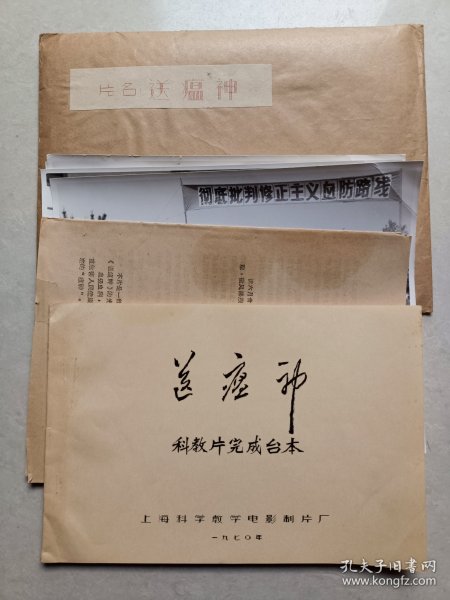 片名 送瘟神
彻底批判修正主义血防路线
送瘟神
科教片完成台本
上海科学教学电影制片厂
一九七〇年
孔夫子旧书网
www.kongfz.com